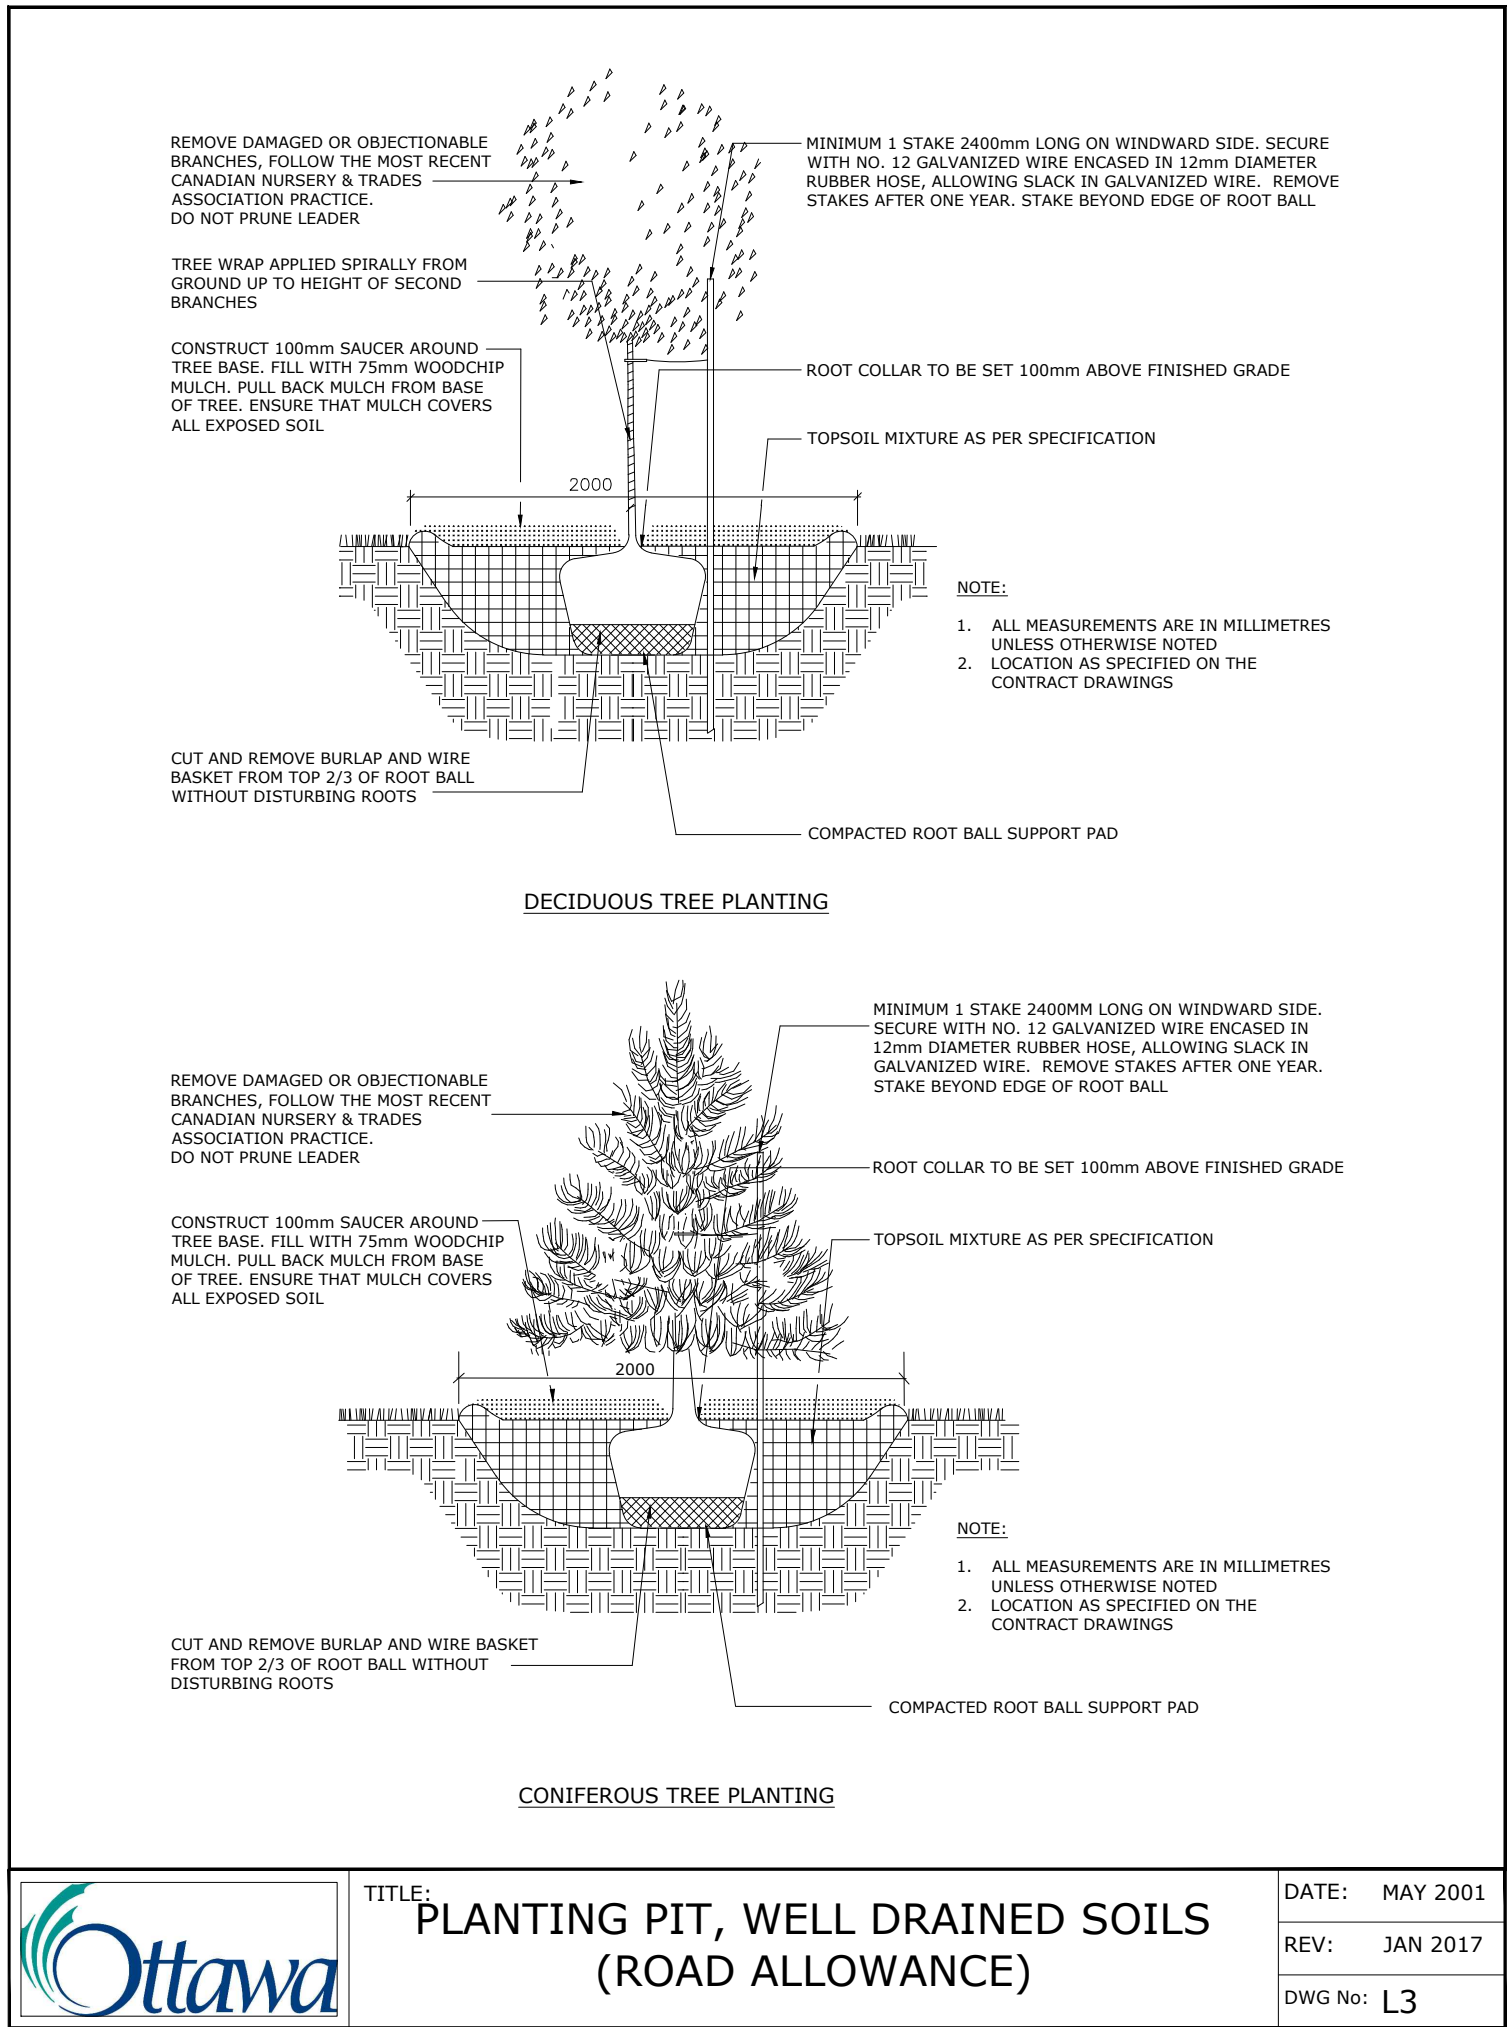 REMOVE DAMAGED OR OBJECTIONABLE
BRANCHES, FOLLOW THE MOST RECENT
CANADIAN NURSERY & TRADES
ASSOCIATION PRACTICE.
DO NOT PRUNE LEADER
TREE WRAP APPLIED SPIRALLY FROM
GROUND UP TO HEIGHT OF SECOND
BRANCHES
CONSTRUCT 100mm SAUCER AROUND
TREE BASE. FILL WITH 75mm WOODCHIP
MULCH. PULL BACK MULCH FROM BASE
OF TREE. ENSURE THAT MULCH COVERS
ALL EXPOSED SOIL
MINIMUM 1 STAKE 2400mm LONG ON WINDWARD SIDE. SECURE
WITH NO. 12 GALVANIZED WIRE ENCASED IN 12mm DIAMETER
RUBBER HOSE, ALLOWING SLACK IN GALVANIZED WIRE. REMOVE
STAKES AFTER ONE YEAR. STAKE BEYOND EDGE OF ROOT BALL
ROOT COLLAR TO BE SET 100mm ABOVE FINISHED GRADE
TOPSOIL MIXTURE AS PER SPECIFICATION
2000
NOTE:
1. ALL MEASUREMENTS ARE IN MILLIMETRES
UNLESS OTHERWISE NOTED
2. LOCATION AS SPECIFIED ON THE
CONTRACT DRAWINGS
CUT AND REMOVE BURLAP AND WIRE
BASKET FROM TOP 2/3 OF ROOT BALL
WITHOUT DISTURBING ROOTS
COMPACTED ROOT BALL SUPPORT PAD
DECIDUOUS TREE PLANTING
MINIMUM 1 STAKE 2400MM LONG ON WINDWARD SIDE.
SECURE WITH NO. 12 GALVANIZED WIRE ENCASED IN
12mm DIAMETER RUBBER HOSE, ALLOWING SLACK IN
GALVANIZED WIRE. REMOVE STAKES AFTER ONE YEAR.
STAKE BEYOND EDGE OF ROOT BALL
REMOVE DAMAGED OR OBJECTIONABLE
BRANCHES, FOLLOW THE MOST RECENT
CANADIAN NURSERY & TRADES
ASSOCIATION PRACTICE.
DO NOT PRUNE LEADER
ROOT COLLAR TO BE SET 100mm ABOVE FINISHED GRADE
CONSTRUCT 100mm SAUCER AROUND
TREE BASE. FILL WITH 75mm WOODCHIP
MULCH. PULL BACK MULCH FROM BASE
OF TREE. ENSURE THAT MULCH COVERS
ALL EXPOSED SOIL
TOPSOIL MIXTURE AS PER SPECIFICATION
2000
NOTE:
1. ALL MEASUREMENTS ARE IN MILLIMETRES
UNLESS OTHERWISE NOTED
2. LOCATION AS SPECIFIED ON THE
CONTRACT DRAWINGS
CUT AND REMOVE BURLAP AND WIRE BASKET
FROM TOP 2/3 OF ROOT BALL WITHOUT
DISTURBING ROOTS
COMPACTED ROOT BALL SUPPORT PAD
CONIFEROUS TREE PLANTING
Ottawa
TITLE:
PLANTING PIT, WELL DRAINED SOILS
(ROAD ALLOWANCE)
DATE: MAY 2001
REV: JAN 2017
DWG No: L3